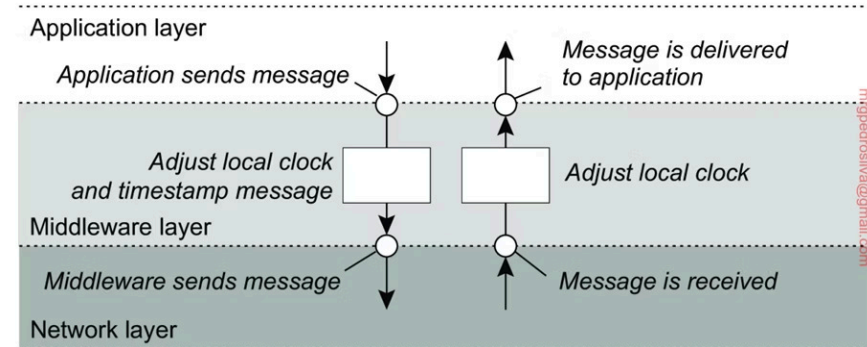 Application layer
Application sends message
Message is delivered
to application
Adjust local clock
and timestamp message
Adjust local clock
Middleware layer
Middleware sends message
Message is received
Network layer
mrgpedrosilva@gmail.com